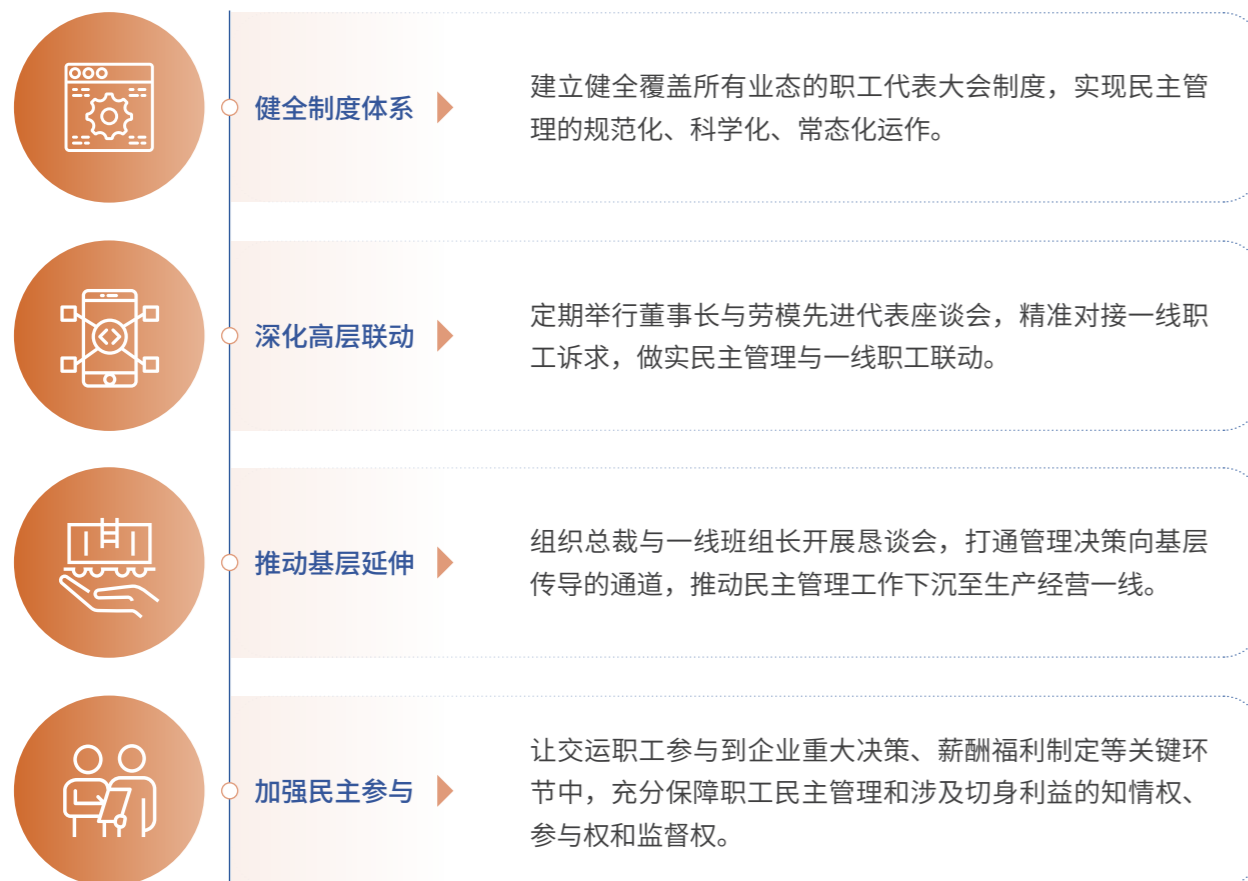 健全制度体系
建立健全覆盖所有业态的职工代表大会制度，实现民主管
理的规范化、科学化、常态化运作。
深化高层联动
定期举行董事长与劳模先进代表座谈会，精准对接一线职
工诉求，做实民主管理与一线职工联动。
推动基层延伸
组织总裁与一线班组长开展恳谈会，打通管理决策向基层
传导的通道，推动民主管理工作下沉至生产经营一线。
加强民主参与
让交运职工参与到企业重大决策、薪酬福利制定等关键环
节中，充分保障职工民主管理和涉及切身利益的知情权、
参与权和监督权。